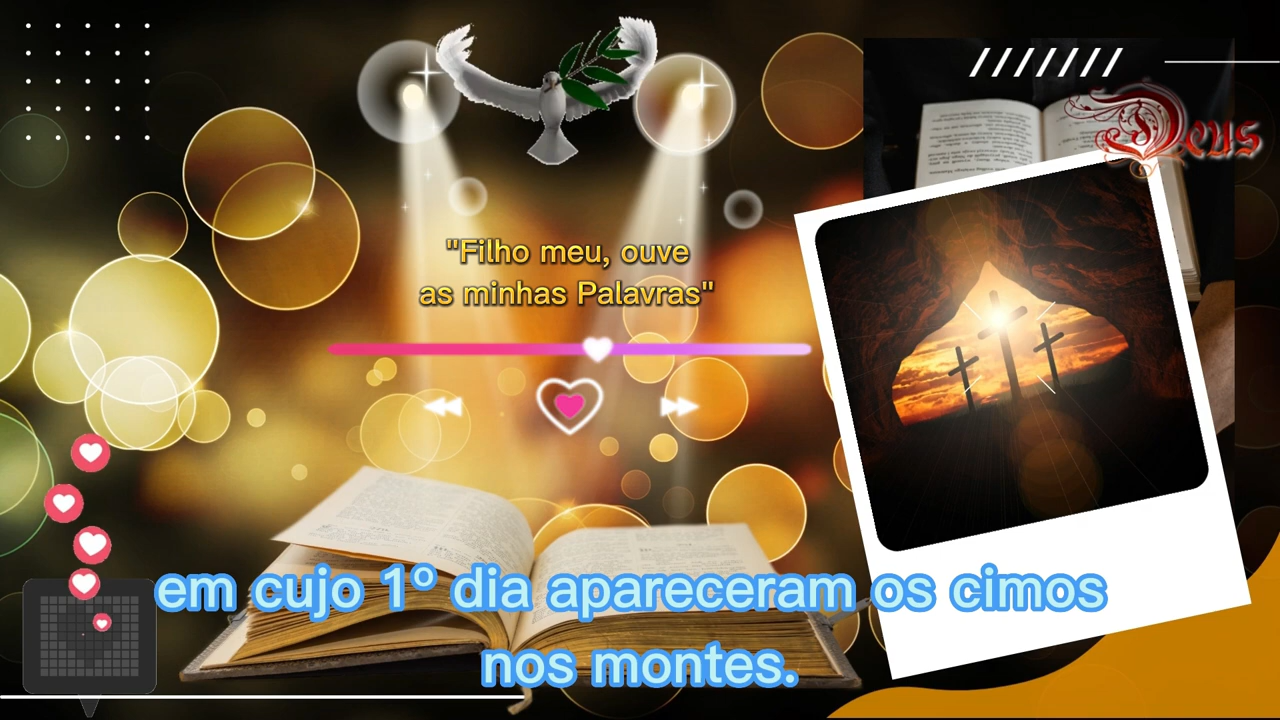 Deus
"Filho meu, ouve
as minhas Palavras"
em cujo 1º dia apareceram os cimos
nos montes.